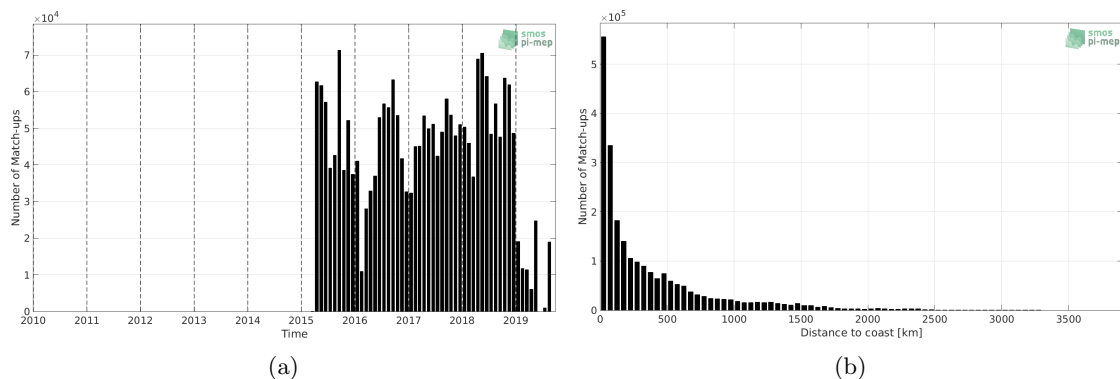 ×10⁴
7
6
5
4
3
2
1
0
Number of Match-ups
2010 2011 2012 2013 2014 2015 2016 2017 2018 2019
Time
smos
pi-mep
(a)
×10⁵
5
4
3
2
1
0
Number of Match-ups
0 500 1000 1500 2000 2500 3000 3500
Distance to coast [km]
smos
pi-mep
(b)